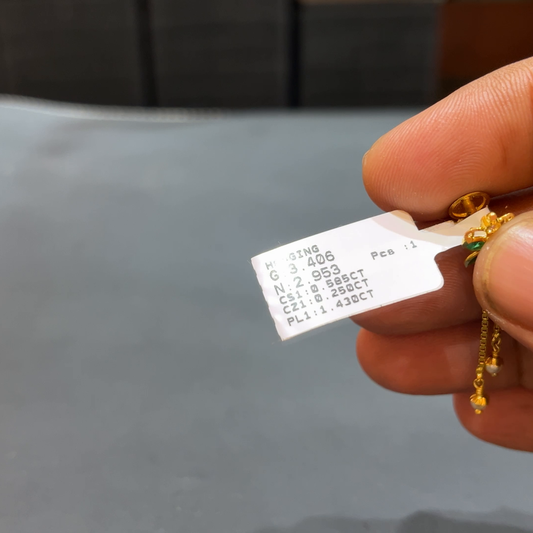 HANGING
G:3.406 Pcs :1
N:2.953
CS1:0.585CT
CZ1:0.250CT
PL1:1.430CT